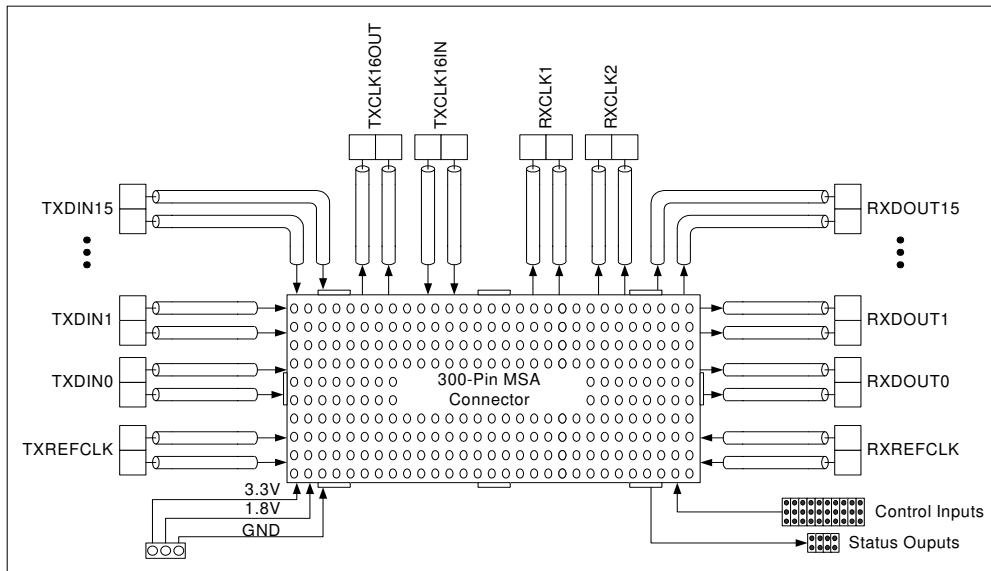 TXCLK16OUT
TXCLK16IN
RXCLK1
RXCLK2
TXDIN15
RXDOUT15
TXDIN1
RXDOUT1
TXDIN0
300-Pin MSA
Connector
RXDOUT0
TXREFCLK
RXREFCLK
3.3V
1.8V
GND
Control Inputs
Status Ouputs